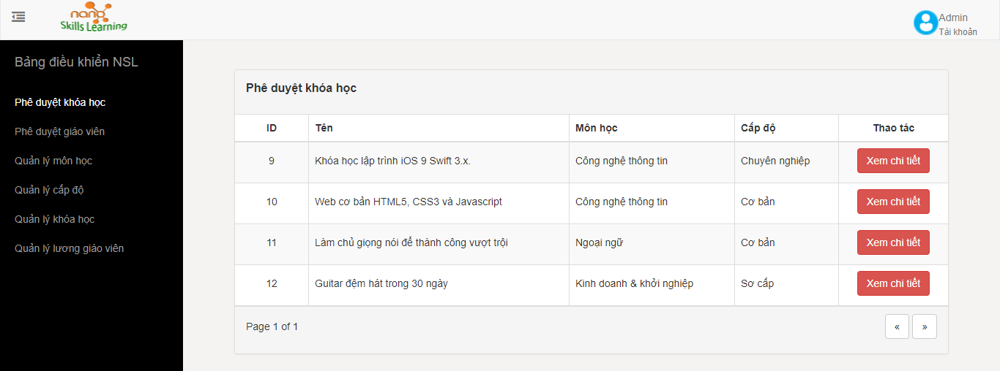 nano
Skills Learning
Admin
Tài khoản
Bảng điều khiển NSL
Phê duyệt khóa học
Phê duyệt giáo viên
Quản lý môn học
Quản lý cấp độ
Quản lý khóa học
Quản lý lương giáo viên
Phê duyệt khóa học
ID Tên Môn học Cấp độ Thao tác
9 Khóa học lập trình iOS 9 Swift 3.x. Công nghệ thông tin Chuyên nghiệp Xem chi tiết
10 Web cơ bản HTML5, CSS3 và Javascript Công nghệ thông tin Cơ bản Xem chi tiết
11 Làm chủ giọng nói để thành công vượt trội Ngoại ngữ Cơ bản Xem chi tiết
12 Guitar đệm hát trong 30 ngày Kinh doanh & khởi nghiệp Sơ cấp Xem chi tiết
Page 1 of 1 « »